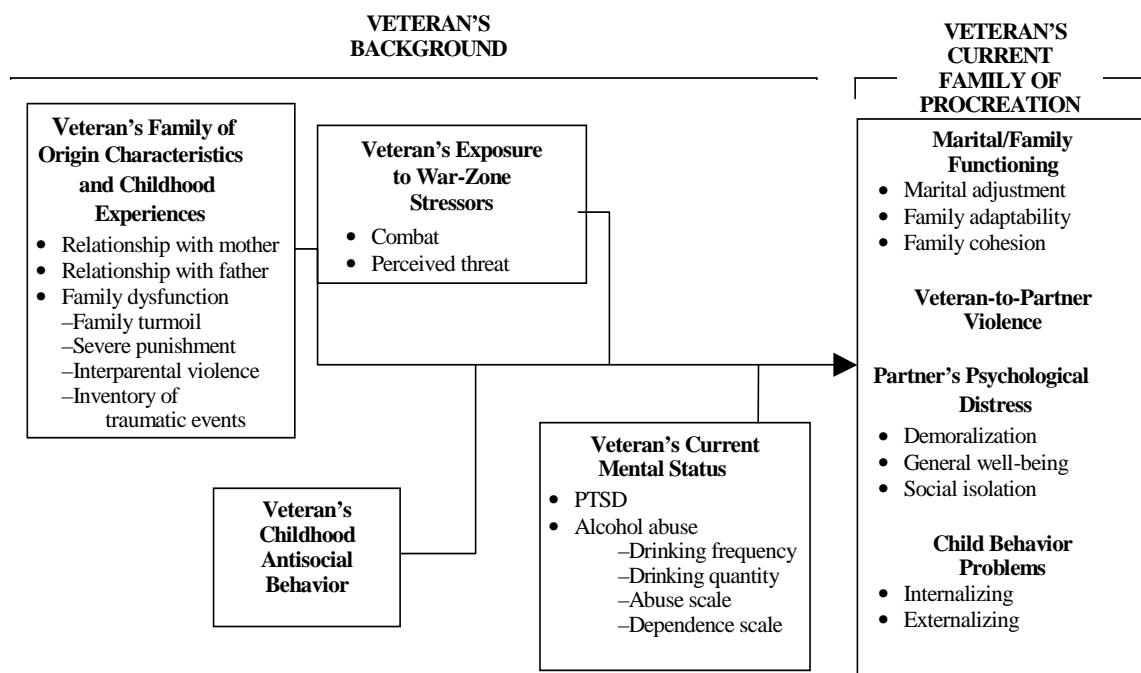 VETERAN'S
BACKGROUND
VETERAN'S
CURRENT
FAMILY OF
PROCREATION
Veteran's Family of
Origin Characteristics
and Childhood
Experiences
• Relationship with mother
• Relationship with father
• Family dysfunction
–Family turmoil
–Severe punishment
–Interparental violence
–Inventory of
traumatic events
Veteran's Exposure
to War-Zone
Stressors
• Combat
• Perceived threat
Veteran's
Childhood
Antisocial
Behavior
Veteran's Current
Mental Status
• PTSD
• Alcohol abuse
–Drinking frequency
–Drinking quantity
–Abuse scale
–Dependence scale
Marital/Family
Functioning
• Marital adjustment
• Family adaptability
• Family cohesion
Veteran-to-Partner
Violence
Partner's Psychological
Distress
• Demoralization
• General well-being
• Social isolation
Child Behavior
Problems
• Internalizing
• Externalizing